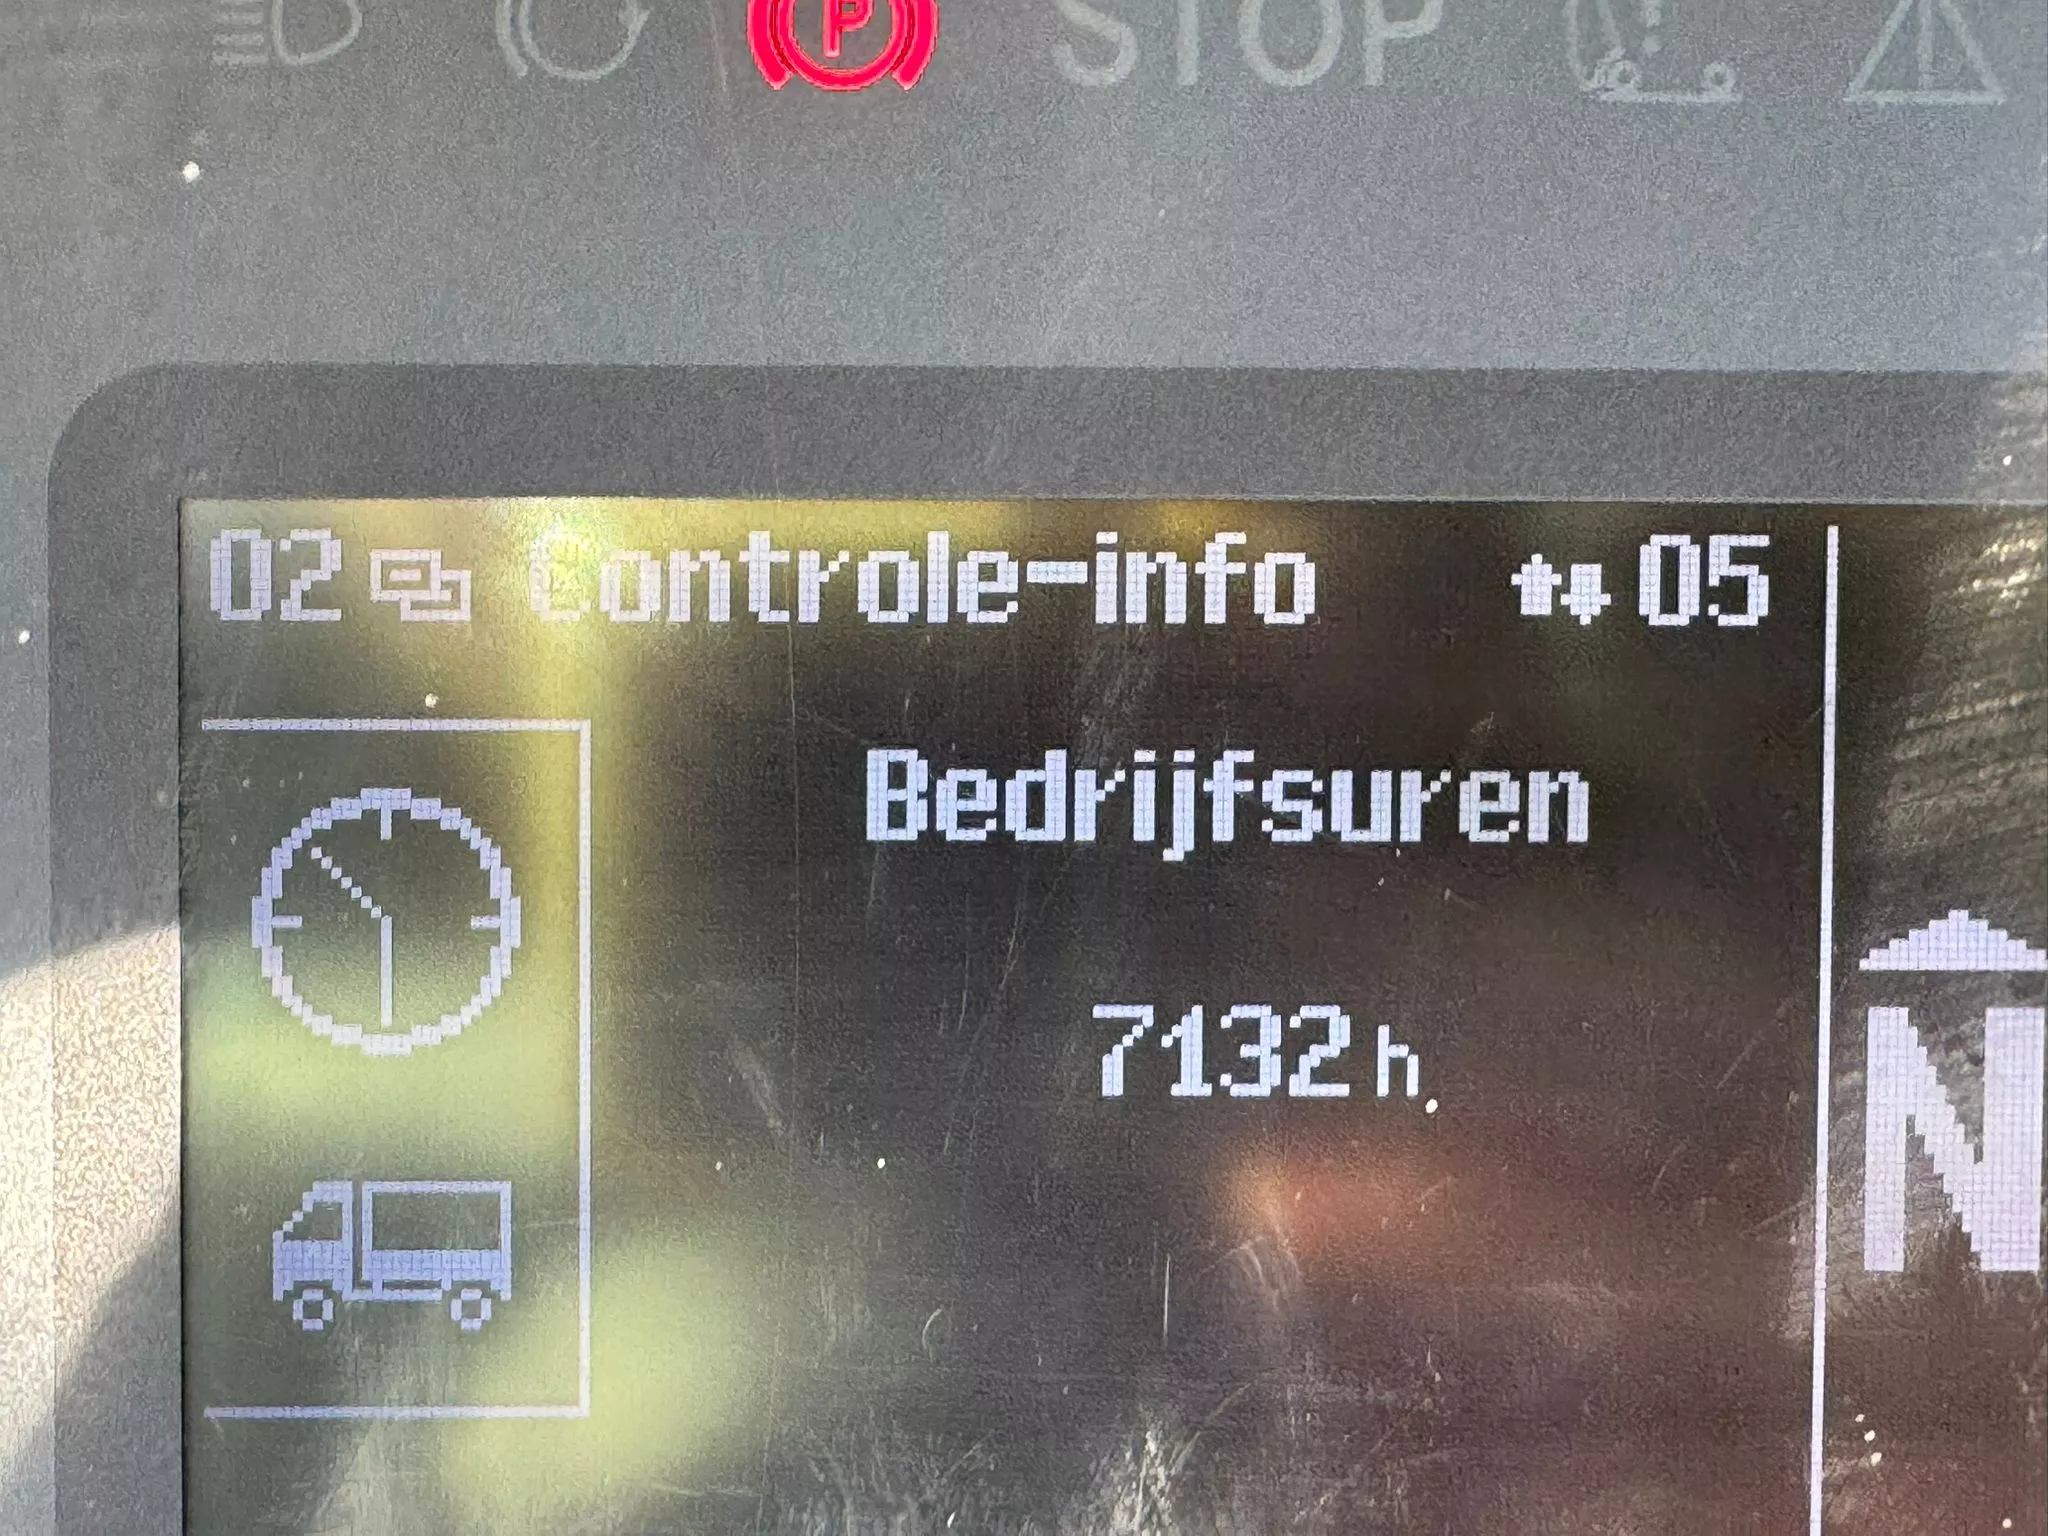 P
STOP
02 Controle-info 05
Bedrijfsuren
7132 h
N